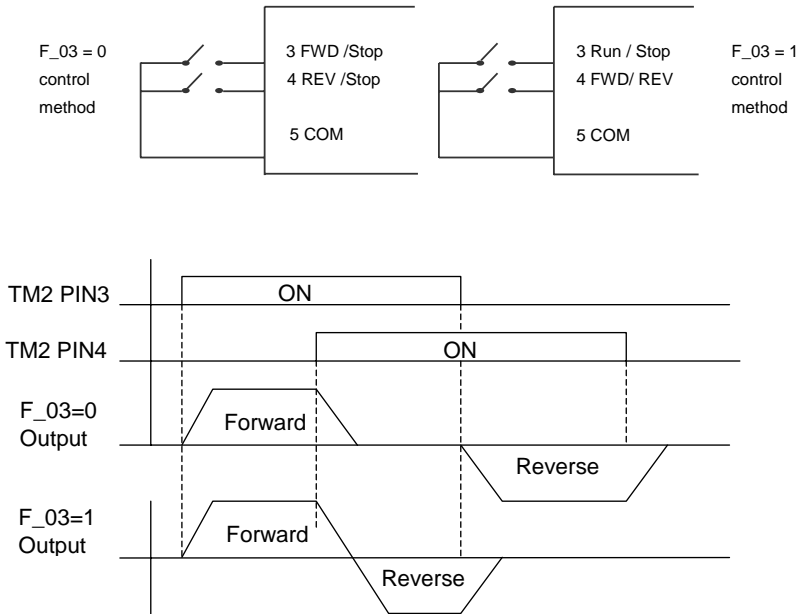 F_03 = 0
control
method
3 FWD /Stop
4 REV /Stop
5 COM
3 Run / Stop
4 FWD/ REV
5 COM
F_03 = 1
control
method
TM2 PIN3
ON
TM2 PIN4
ON
F_03=0
Output
Forward
Reverse
F_03=1
Output
Forward
Reverse